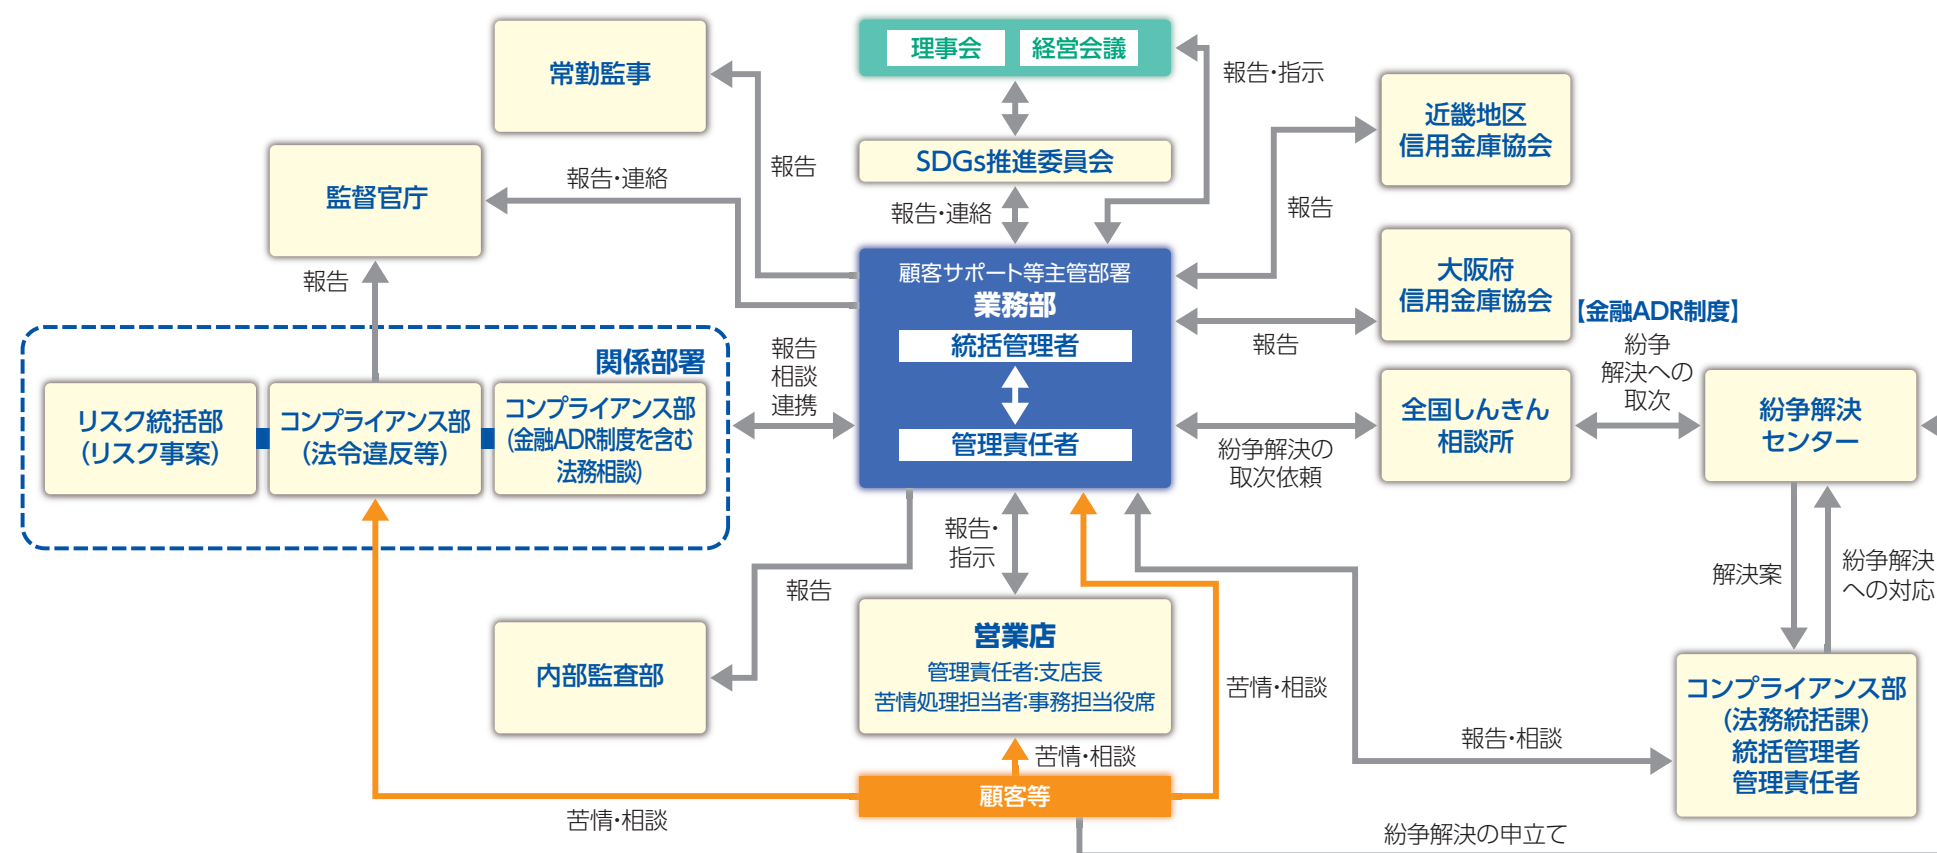 理事会
経営会議
常勤監事
報告・指示
近畿地区
信用金庫協会
SDGs推進委員会
報告
報告・連絡
監督官庁
報告・連絡
報告
大阪府
信用金庫協会
報告
顧客サポート等主管部署
業務部
統括管理者
管理責任者
【金融ADR制度】
報告
紛争
解決への
取次
関係部署
報告
相談
連携
リスク統括部
(リスク事案)
コンプライアンス部
(法令違反等)
コンプライアンス部
(金融ADR制度を含む
法務相談)
紛争解決の
取次依頼
全国しんきん
相談所
紛争解決
センター
報告・
指示
報告
解決案
紛争解決
への対応
内部監査部
営業店
管理責任者:支店長
苦情処理担当者:事務担当役席
苦情・相談
コンプライアンス部
(法務統括課)
統括管理者
管理責任者
報告・相談
苦情・相談
顧客等
苦情・相談
紛争解決の申立て